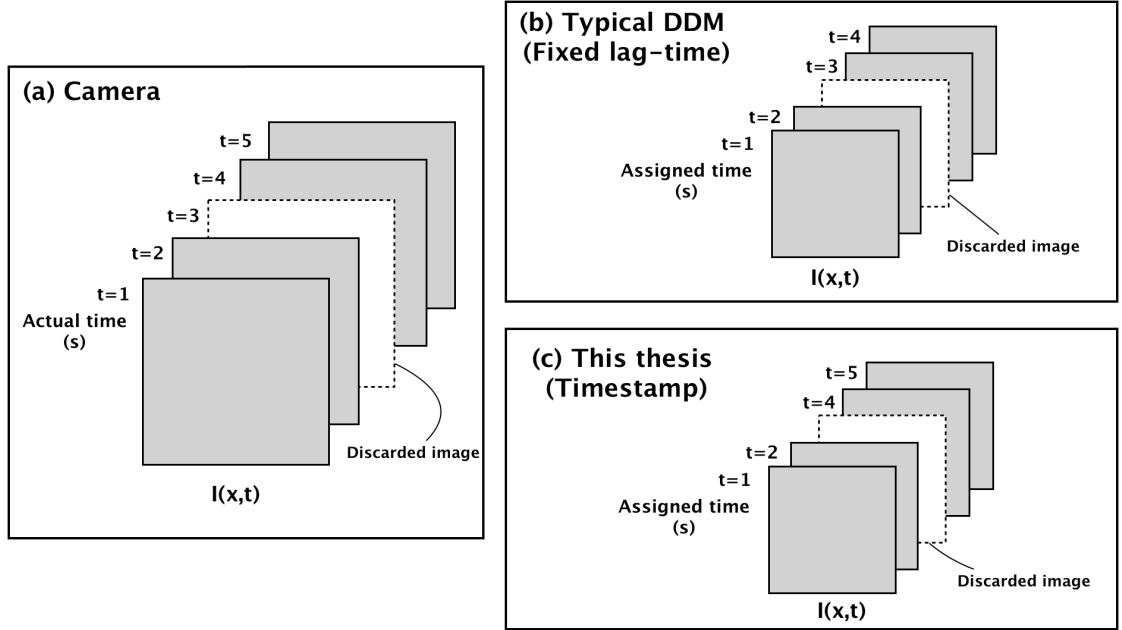 (a) Camera
t=5
t=4
t=3
t=2
t=1
Actual time
(s)
Discarded image
I(x,t)
(b) Typical DDM
(Fixed lag-time)
t=4
t=3
t=2
t=1
Assigned time
(s)
Discarded image
I(x,t)
(c) This thesis
(Timestamp)
t=5
t=4
t=2
t=1
Assigned time
(s)
Discarded image
I(x,t)